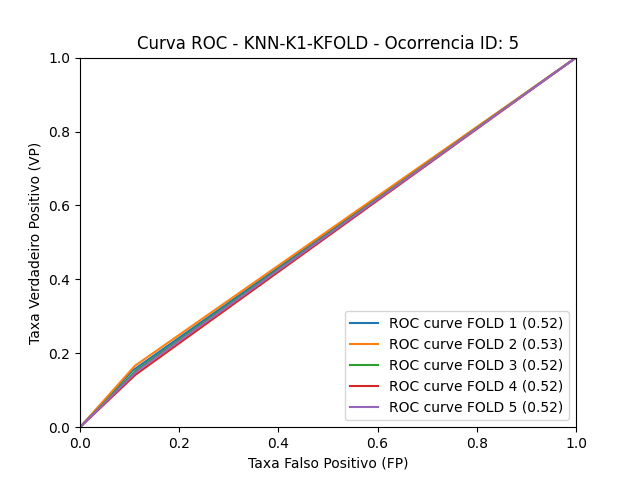 Curva ROC - KNN-K1-KFOLD - Ocorrencia ID: 5
1.0
0.8
0.6
0.4
0.2
0.0
Taxa Verdadeiro Positivo (VP)
ROC curve FOLD 1 (0.52)
ROC curve FOLD 2 (0.53)
ROC curve FOLD 3 (0.52)
ROC curve FOLD 4 (0.52)
ROC curve FOLD 5 (0.52)
0.0 0.2 0.4 0.6 0.8 1.0
Taxa Falso Positivo (FP)